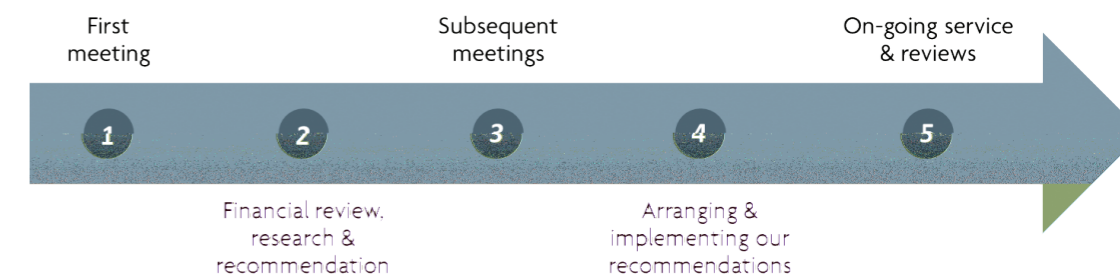 First
meeting
Subsequent
meetings
On-going service
& reviews
1
2
3
4
5
Financial review,
research &
recommendation
Arranging &
implementing our
recommendations